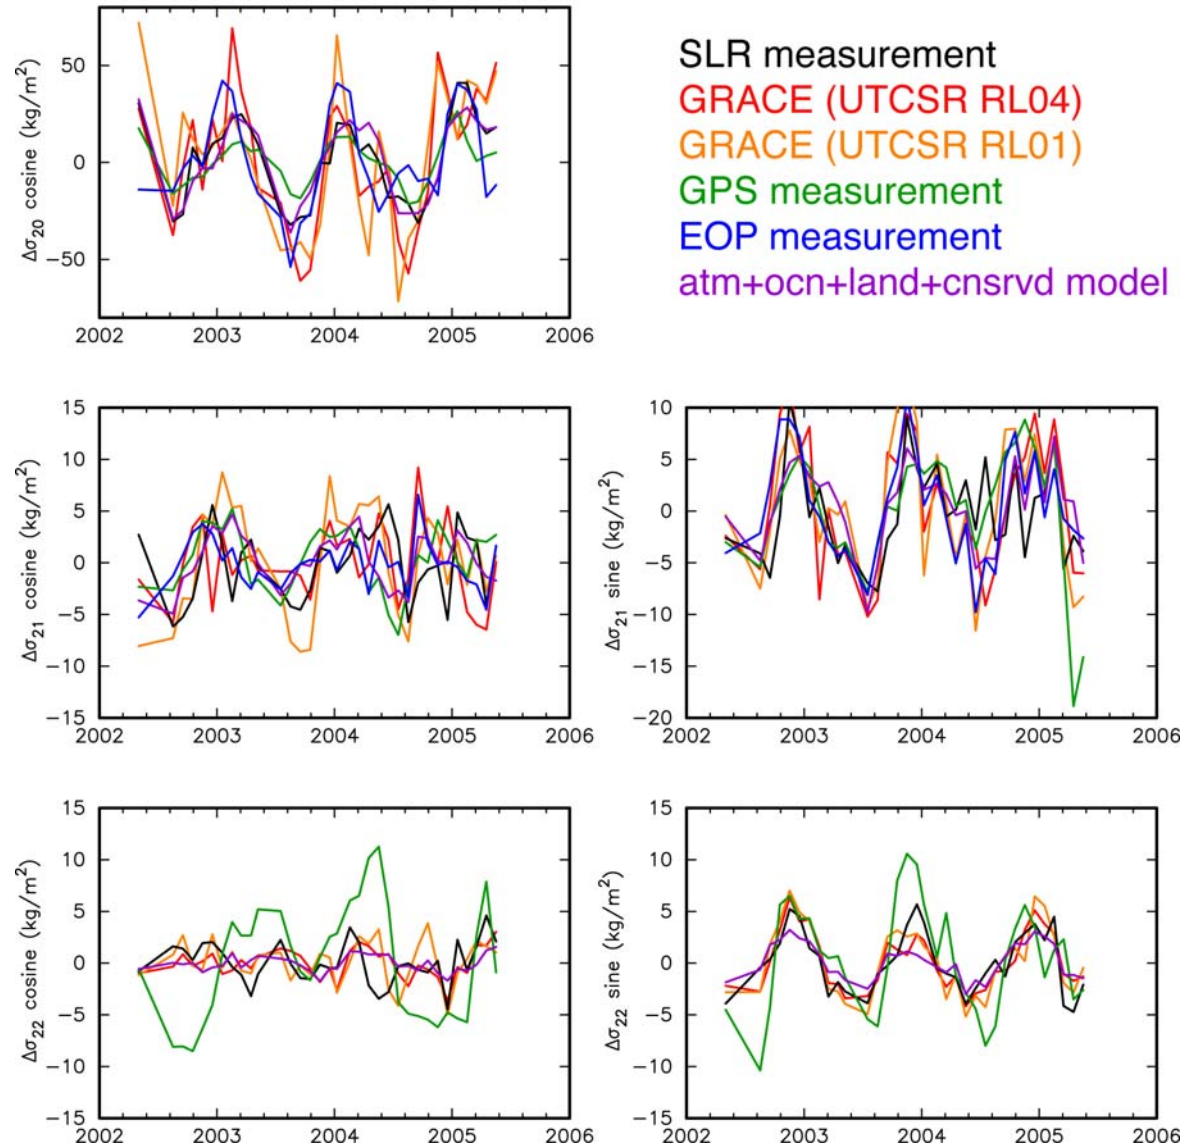 SLR measurement
GRACE (UTCSR RL04)
GRACE (UTCSR RL01)
GPS measurement
EOP measurement
atm+ocn+land+cnsrvd model
Δσ20 cosine (kg/m²)
50
0
−50
2002 2003 2004 2005 2006
Δσ21 cosine (kg/m²)
15
10
5
0
−5
−10
−15
2002 2003 2004 2005 2006
Δσ21 sine (kg/m²)
10
5
0
−5
−10
−15
−20
2002 2003 2004 2005 2006
Δσ22 cosine (kg/m²)
15
10
5
0
−5
−10
−15
2002 2003 2004 2005 2006
Δσ22 sine (kg/m²)
15
10
5
0
−5
−10
−15
2002 2003 2004 2005 2006